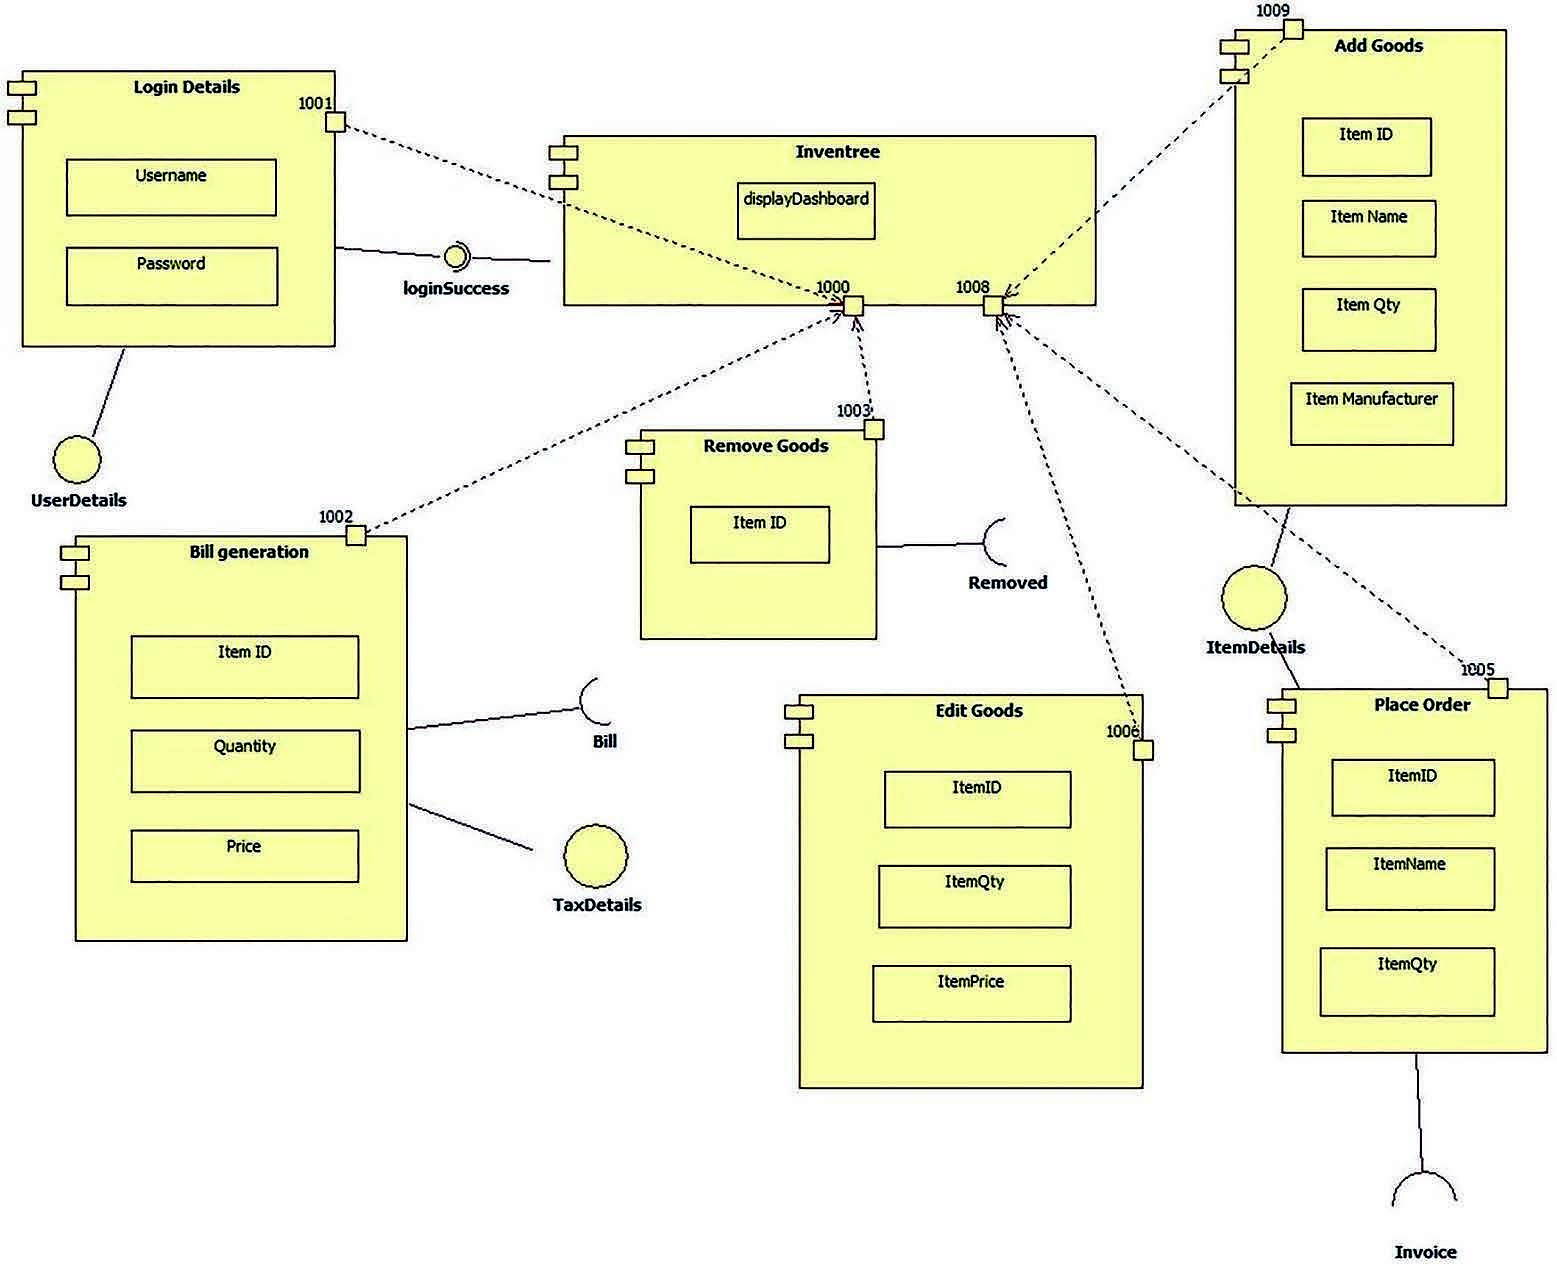 1009
Add Goods
Login Details
1001
Item ID
Inventree
Username
displayDashboard
Item Name
Password
loginSuccess
1000
1008
Item Qty
Item Manufacturer
1003
Remove Goods
UserDetails
1002
Item ID
Bill generation
Removed
Item ID
ItemDetails
1005
Place Order
Edit Goods
1006
Bill
Quantity
ItemID
ItemID
Price
ItemName
ItemQty
TaxDetails
ItemQty
ItemPrice
Invoice